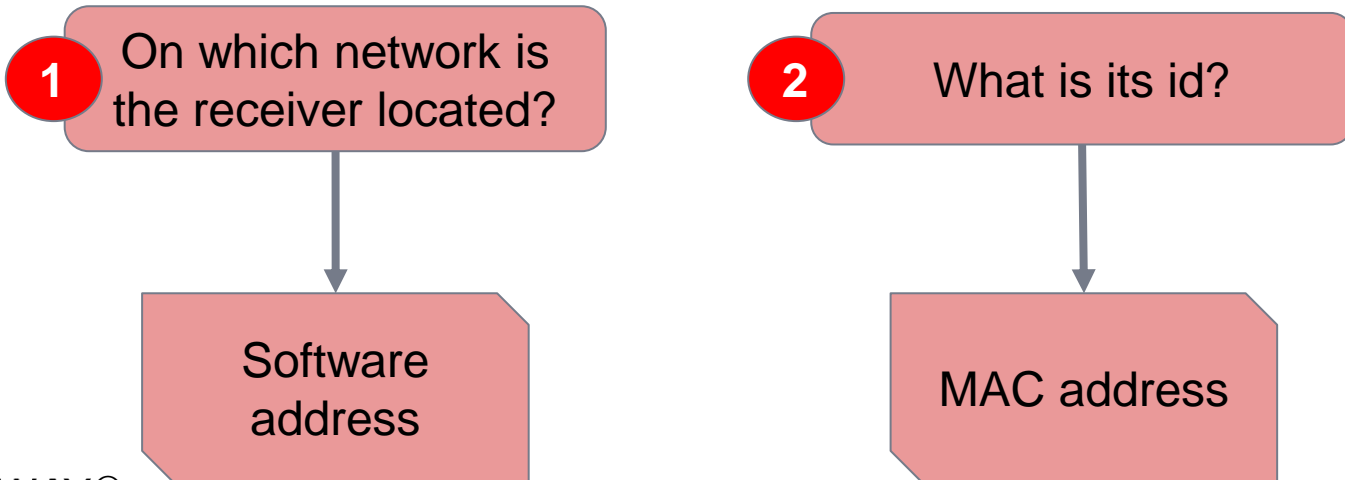 1
On which network is
the receiver located?
2
What is its id?
Software
address
MAC address